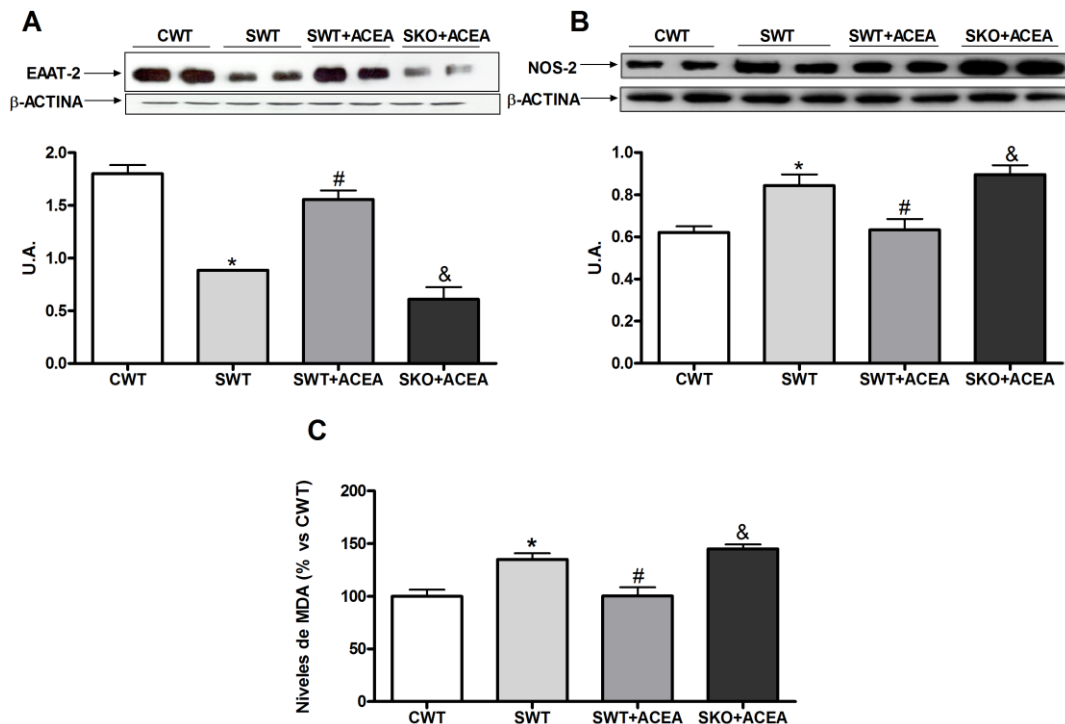 A
CWT SWT SWT+ACEA SKO+ACEA
EAAT-2
β-ACTINA
2.0
1.5
1.0
0.5
0.0
U.A.
* # &
CWT SWT SWT+ACEA SKO+ACEA
B
CWT SWT SWT+ACEA SKO+ACEA
NOS-2
β-ACTINA
1.0
0.8
0.6
0.4
0.2
0.0
U.A.
* # &
CWT SWT SWT+ACEA SKO+ACEA
C
200
150
100
50
0
Niveles de MDA (% vs CWT)
* # &
CWT SWT SWT+ACEA SKO+ACEA